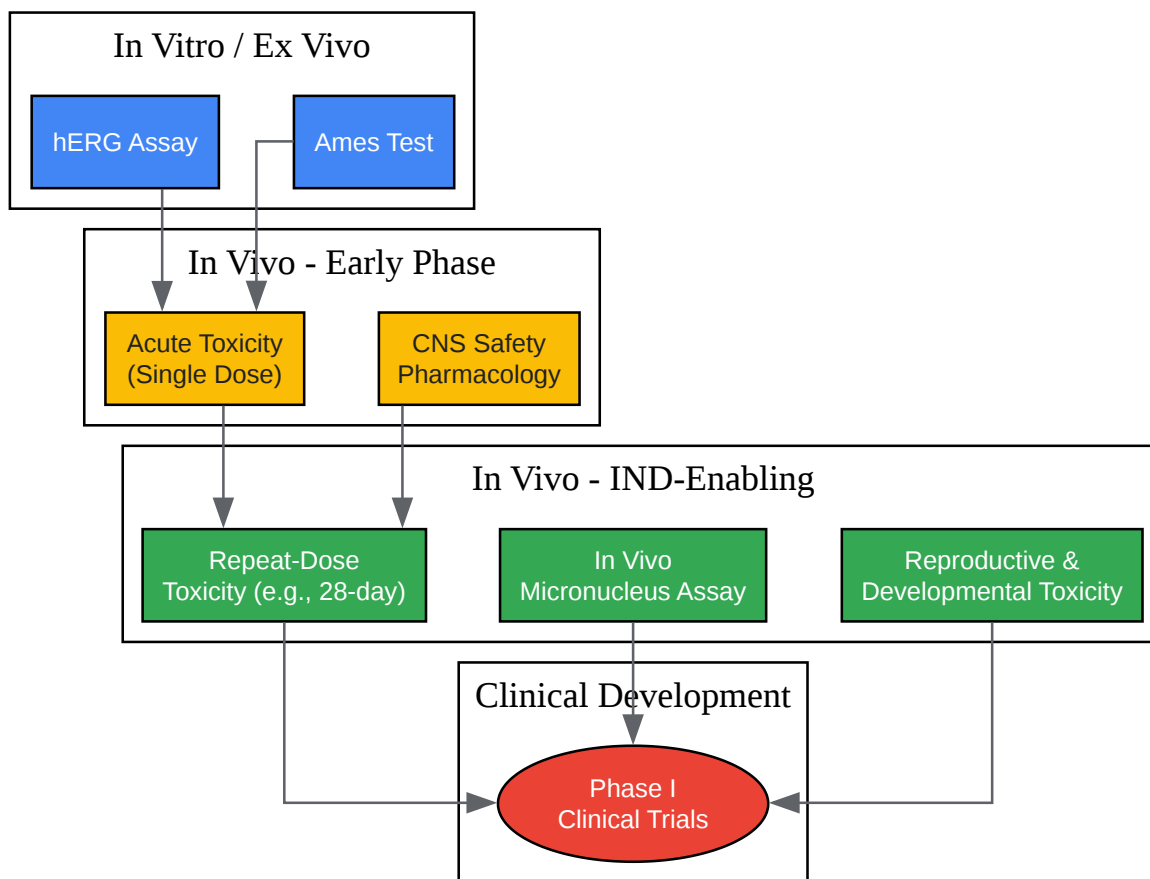 In Vitro / Ex Vivo
hERG Assay
Ames Test
In Vivo - Early Phase
Acute Toxicity
(Single Dose)
CNS Safety
Pharmacology
In Vivo - IND-Enabling
Repeat-Dose
Toxicity (e.g., 28-day)
In Vivo
Micronucleus Assay
Reproductive &
Developmental Toxicity
Clinical Development
Phase I
Clinical Trials